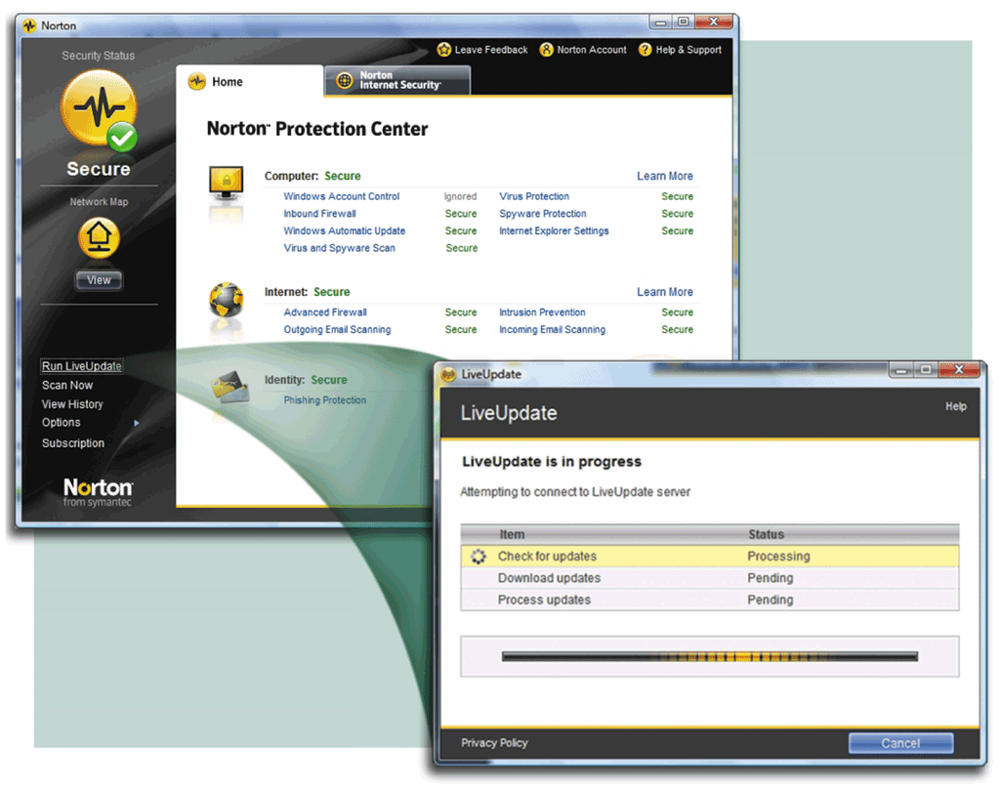 Norton
Security Status
Leave Feedback Norton Account Help & Support
Home
Norton
Internet Security™
Norton™ Protection Center
Secure
Computer: Secure Learn More
Windows Account Control Ignored Virus Protection Secure
Inbound Firewall Secure Spyware Protection Secure
Windows Automatic Update Secure Internet Explorer Settings Secure
Virus and Spyware Scan Secure
Network Map
View
Internet: Secure Learn More
Advanced Firewall Secure Intrusion Prevention Secure
Outgoing Email Scanning Secure Incoming Email Scanning Secure
Identity: Secure
Phishing Protection
Run LiveUpdate
Scan Now
View History
Options
Subscription
Norton™
from symantec
LiveUpdate
LiveUpdate Help
LiveUpdate is in progress
Attempting to connect to LiveUpdate server
Item Status
Check for updates Processing
Download updates Pending
Process updates Pending
Privacy Policy Cancel